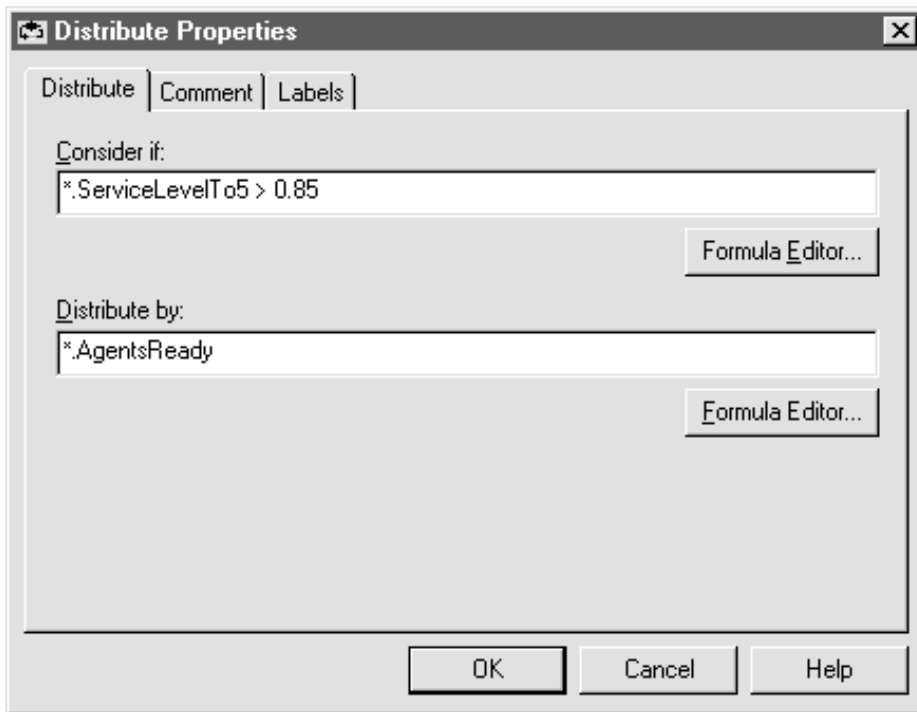 Distribute Properties
Distribute Comment Labels
Consider if:
*.ServiceLevelTo5 > 0.85
Formula Editor...
Distribute by:
*.AgentsReady
Formula Editor...
OK Cancel Help